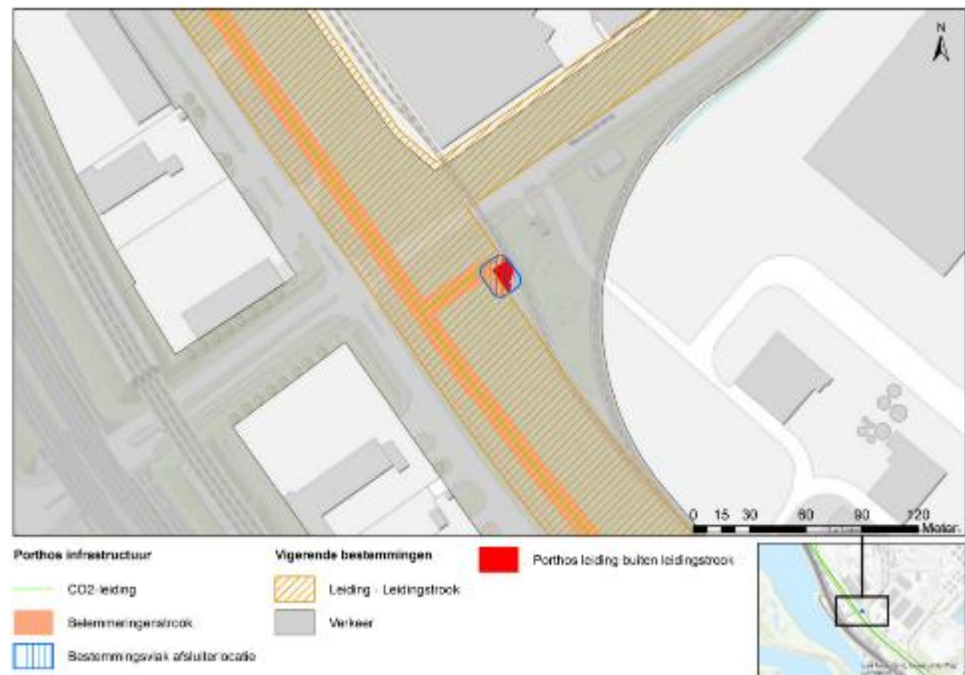 N
0 15 30 60 90 120
Meter
Porthos infrastructuur
CO2-leiding
Belemmeringenstrook
Bestemmingsvlak afsluiterlocatie
Vigerende bestemmingen
Leiding - Leidingstrook
Verkeer
Porthos leiding buiten leidingstrook